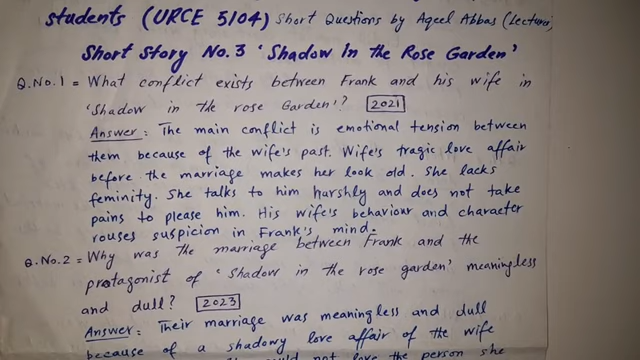 students (URCE 5104) Short Questions by Aqeel Abbas (Lecturer)
Short Story No.3 'Shadow in the Rose Garden'
Q.No.1 = What conflict exists between Frank and his wife in
'Shadow in the rose Garden'? 2021
Answer: The main conflict is emotional tension between
them because of the wife's past. Wife's tragic love affair
before the marriage makes her look old. She lacks
feminity. She talks to him harshly and does not take
pains to please him. His wife's behaviour and character
rouses suspicion in Frank's mind.
Q.No.2 = Why was the marriage between Frank and the
protagonist of 'Shadow in the rose garden' meaningless
and dull? 2023
Answer: Their marriage was meaningless and dull
because of a shadowy love affair of the wife
not love the person she